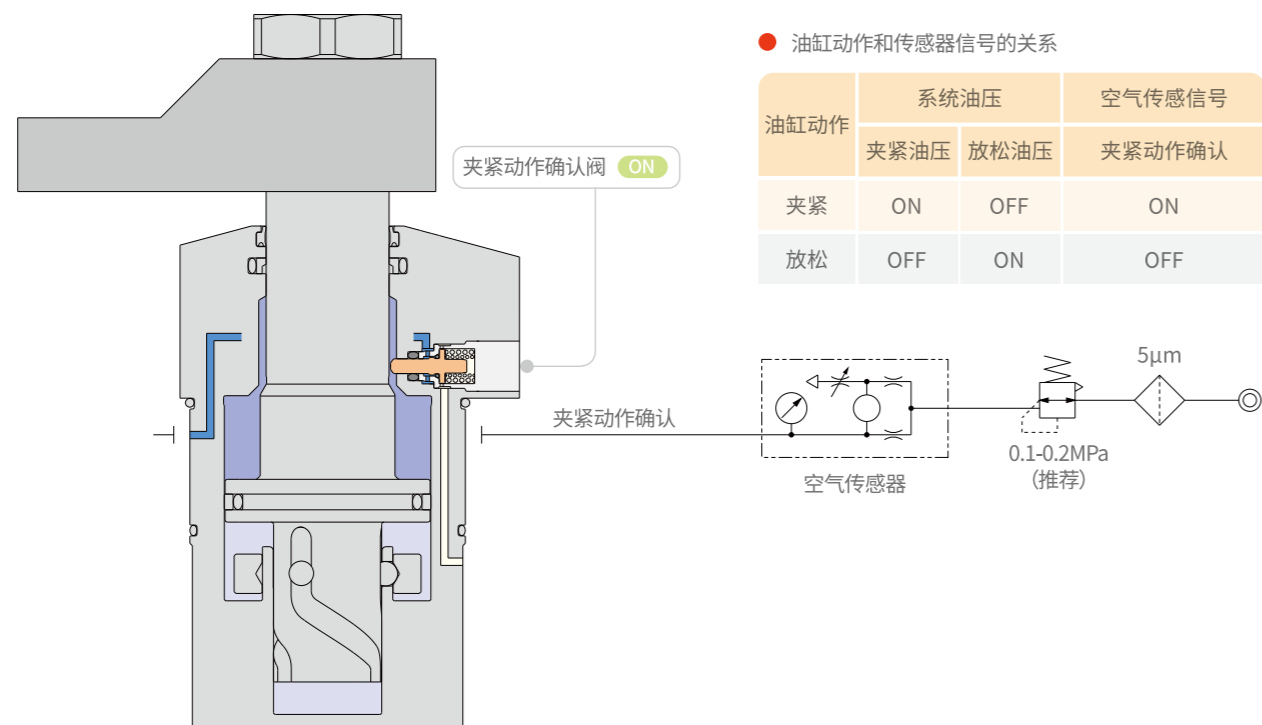 油缸动作和传感器信号的关系
油缸动作 系统油压 空气传感信号
夹紧油压 放松油压 夹紧动作确认
夹紧 ON OFF ON
放松 OFF ON OFF
夹紧动作确认阀 ON
夹紧动作确认
空气传感器
5μm
0.1-0.2MPa
（推荐）